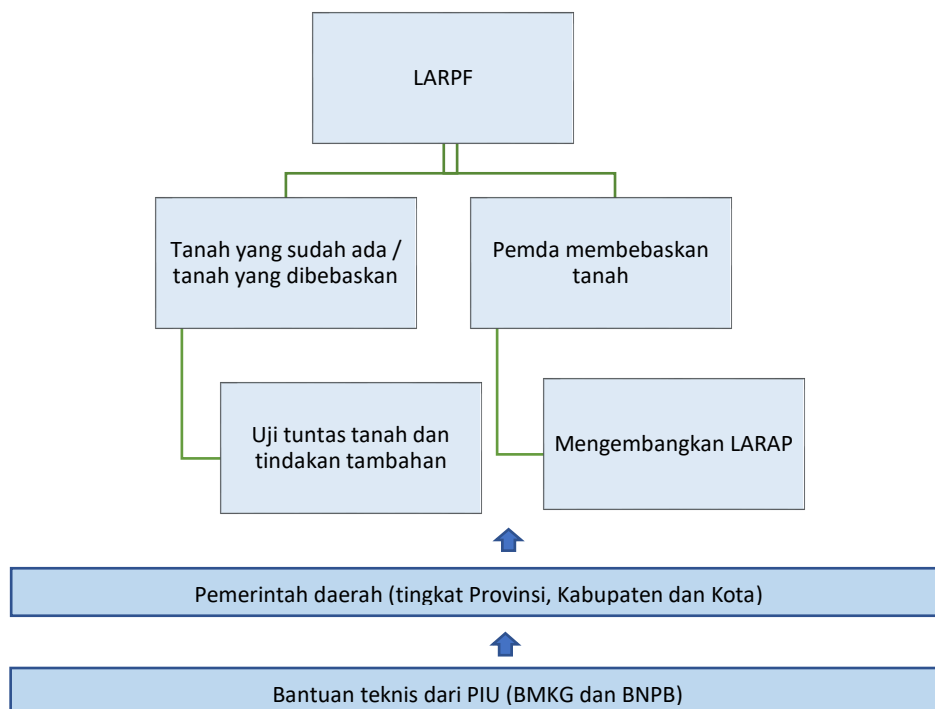 LARPF
Tanah yang sudah ada /
tanah yang dibebaskan
Pemda membebaskan
tanah
Uji tuntas tanah dan
tindakan tambahan
Mengembangkan LARAP
Pemerintah daerah (tingkat Provinsi, Kabupaten dan Kota)
Bantuan teknis dari PIU (BMKG dan BNPB)